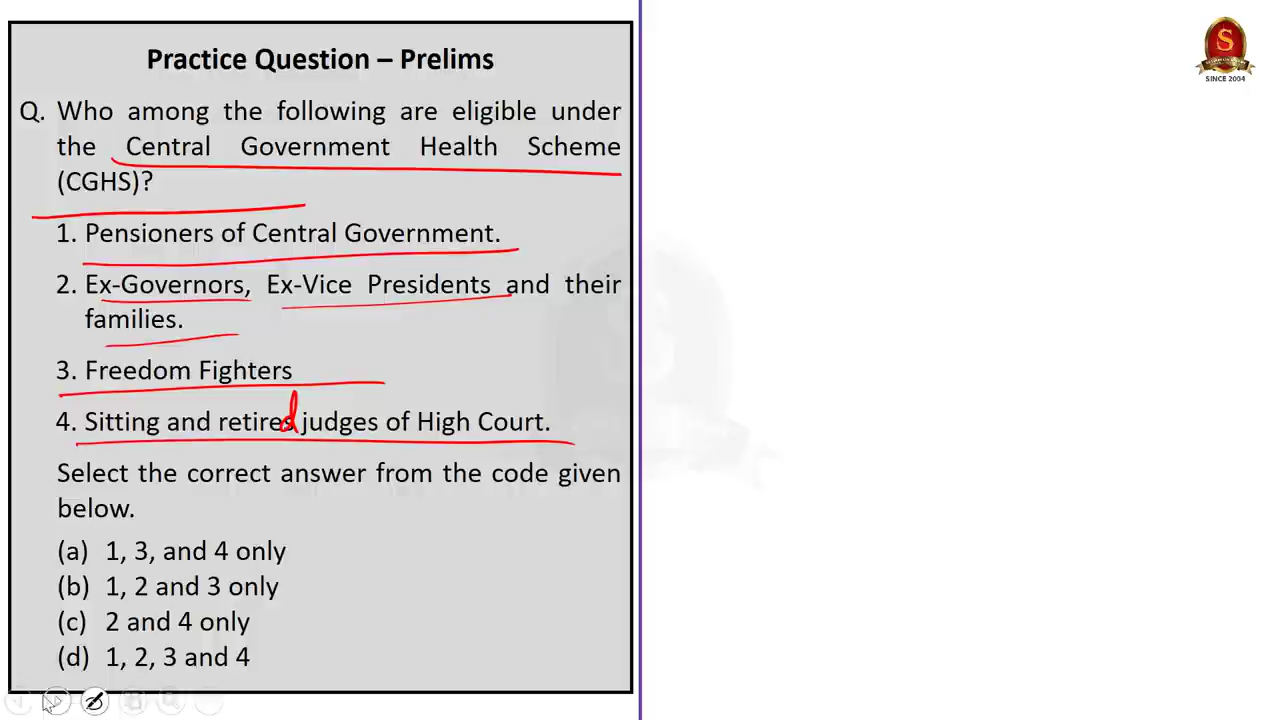 Practice Question – Prelims
Q. Who among the following are eligible under
the Central Government Health Scheme
(CGHS)?
1. Pensioners of Central Government.
2. Ex-Governors, Ex-Vice Presidents and their
families.
3. Freedom Fighters
4. Sitting and retired judges of High Court.
Select the correct answer from the code given
below.
(a) 1, 3, and 4 only
(b) 1, 2 and 3 only
(c) 2 and 4 only
(d) 1, 2, 3 and 4
S
SINCE 2004